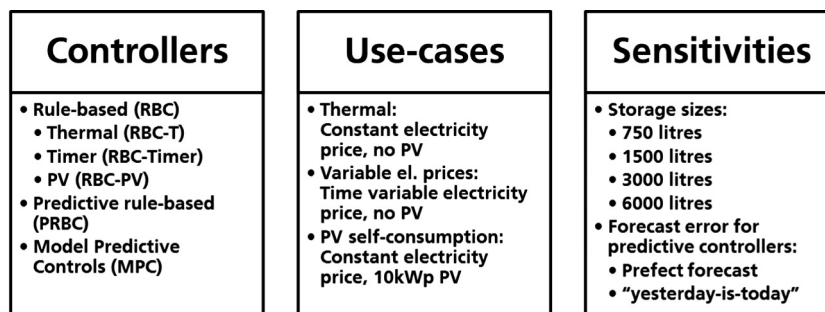 Controllers
• Rule-based (RBC)
• Thermal (RBC-T)
• Timer (RBC-Timer)
• PV (RBC-PV)
• Predictive rule-based
(PRBC)
• Model Predictive
Controls (MPC)
Use-cases
• Thermal:
Constant electricity
price, no PV
• Variable el. prices:
Time variable electricity
price, no PV
• PV self-consumption:
Constant electricity
price, 10kWp PV
Sensitivities
• Storage sizes:
• 750 litres
• 1500 litres
• 3000 litres
• 6000 litres
• Forecast error for
predictive controllers:
• Prefect forecast
• “yesterday-is-today”